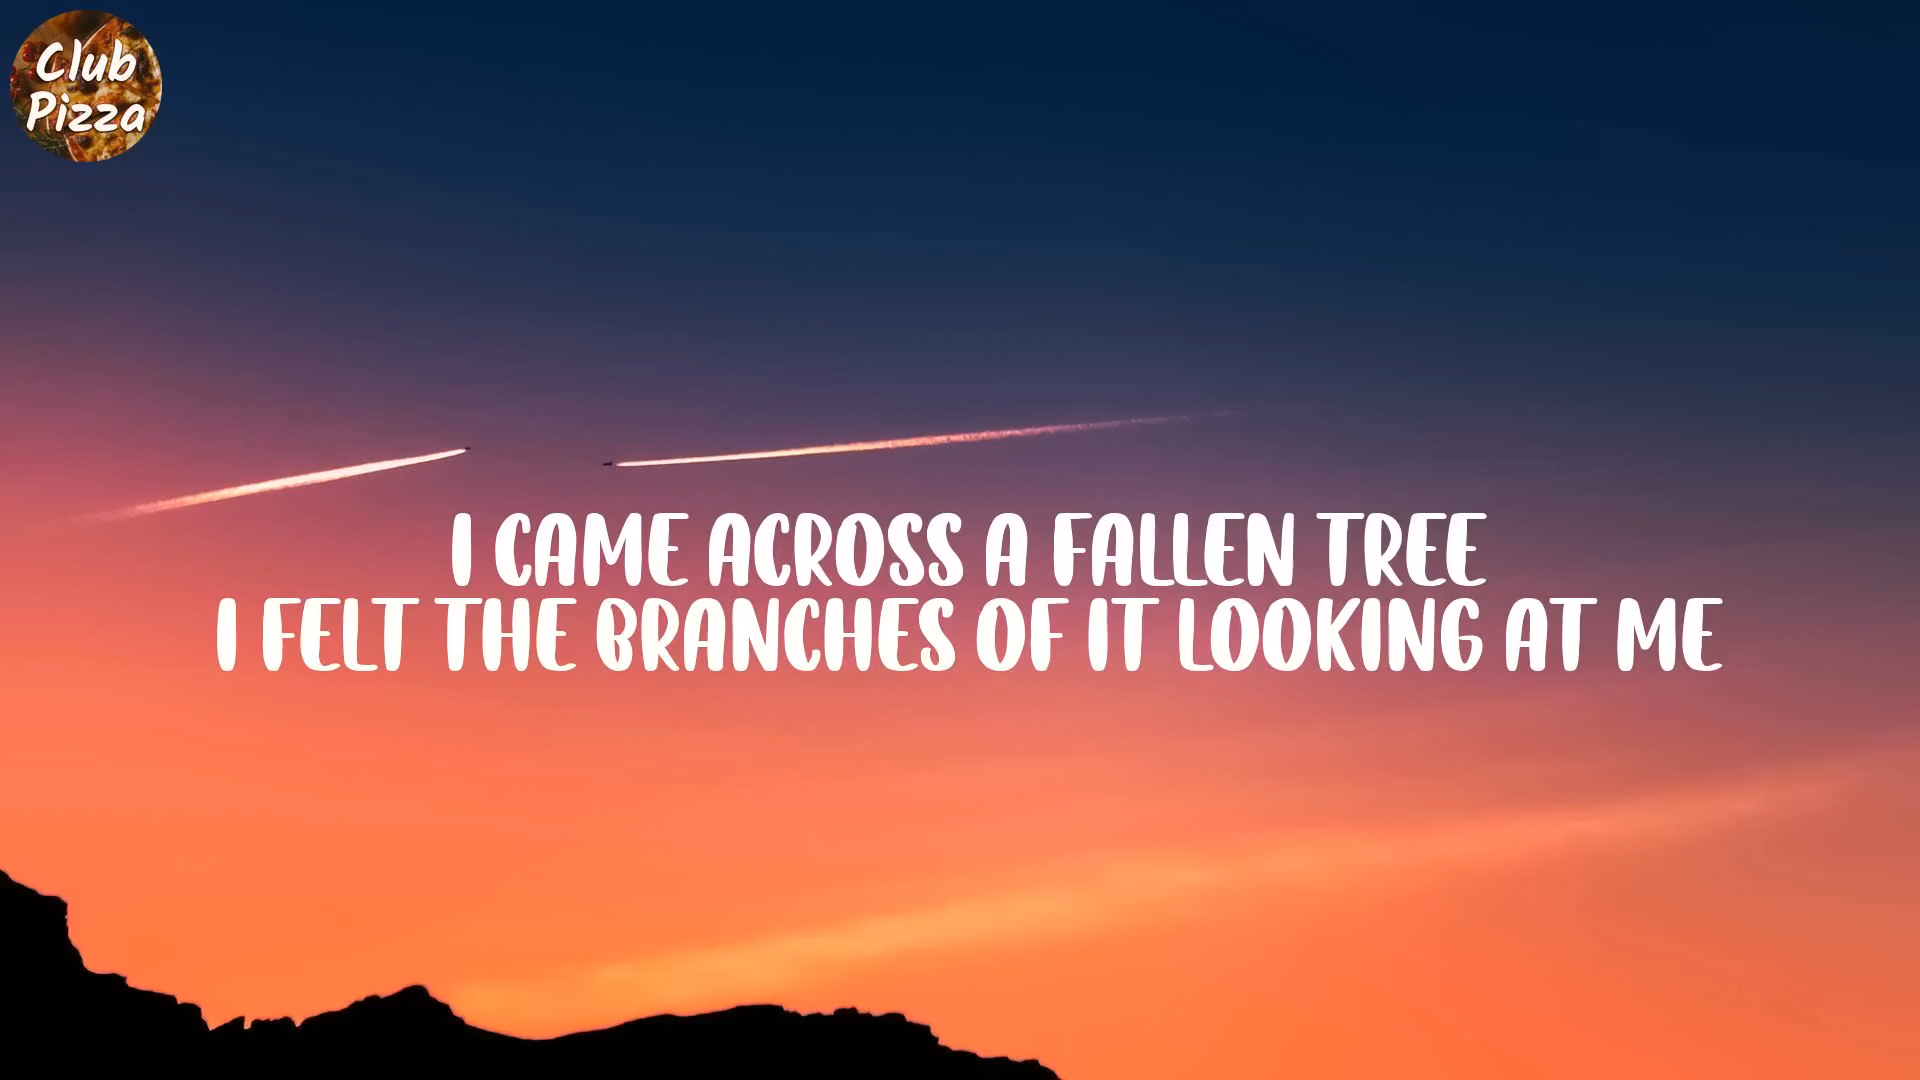 Club
Pizza
I CAME ACROSS A FALLEN TREE
I FELT THE BRANCHES OF IT LOOKING AT ME